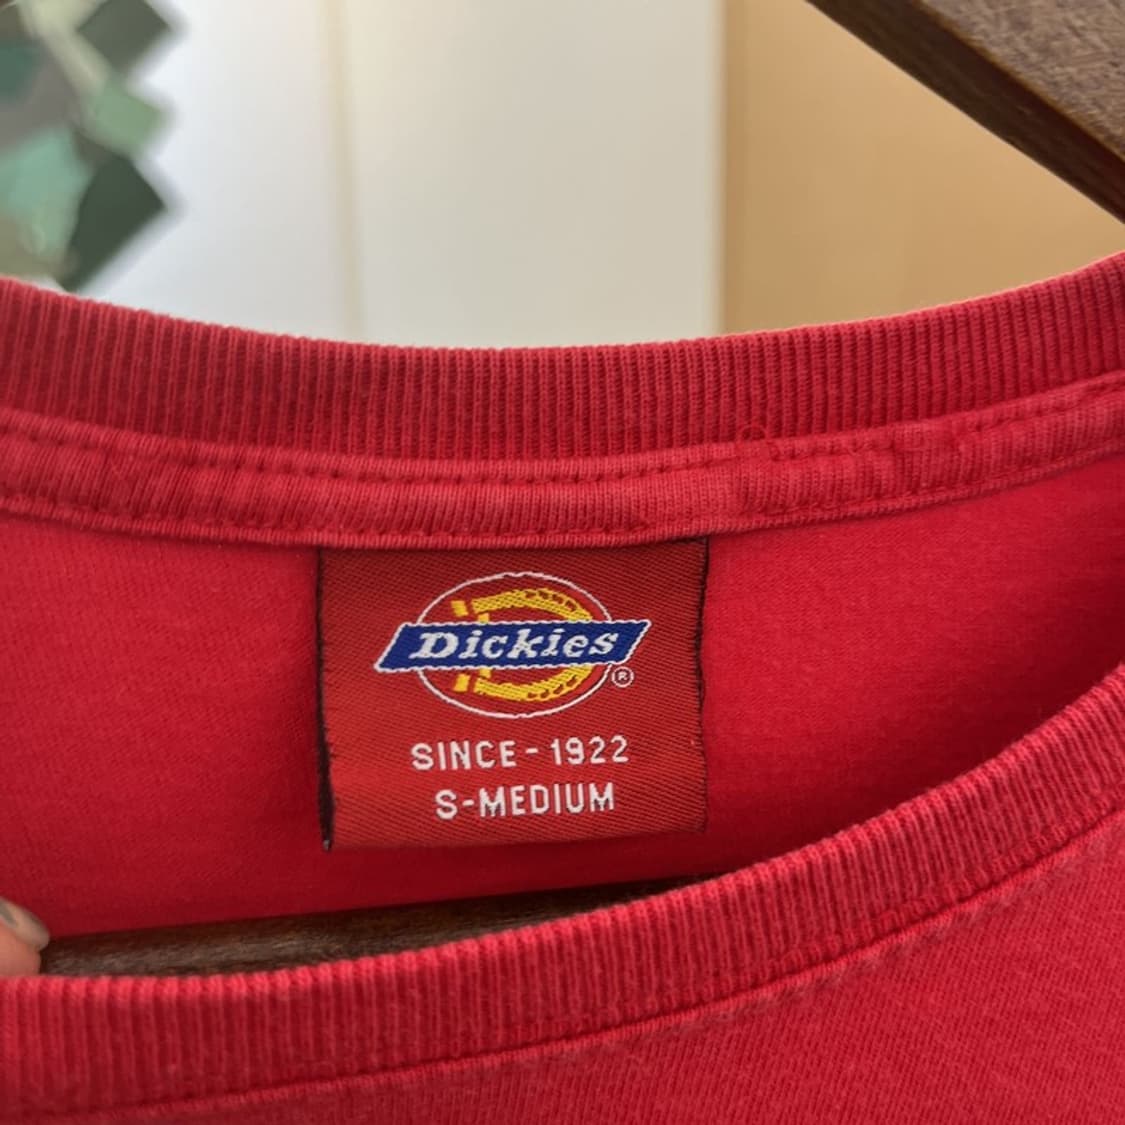 Dickies
®
SINCE - 1922
S-MEDIUM